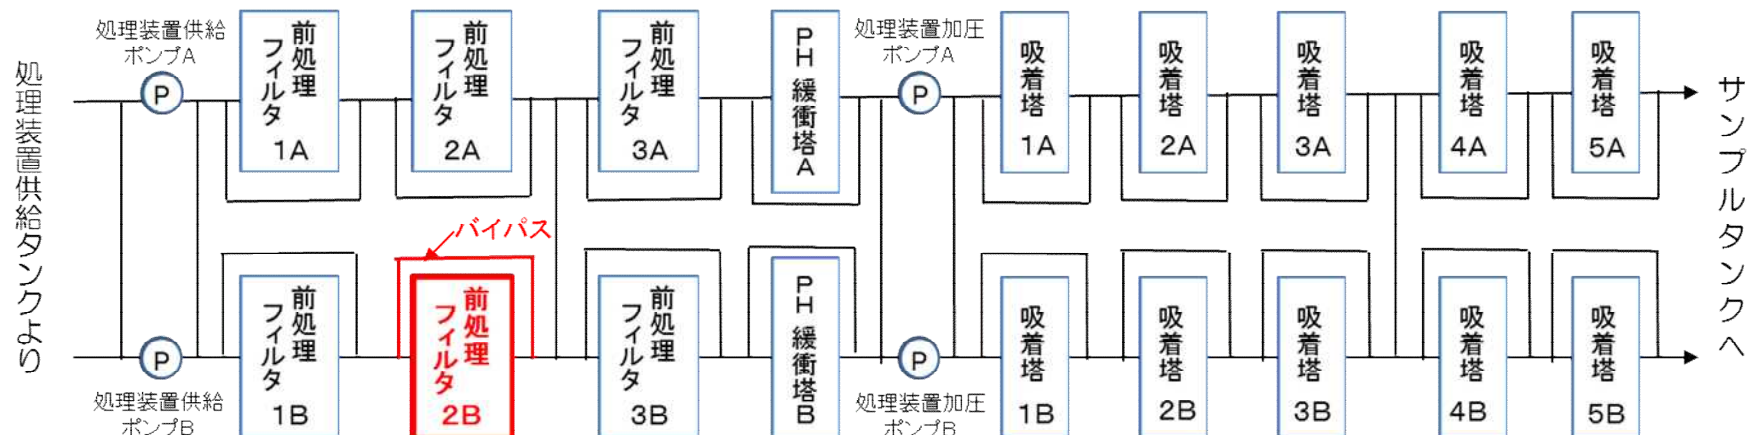 処理装置供給タンクより
処理装置供給
ポンプA
P
前処理
フィルタ
1A
前処理
フィルタ
2A
前処理
フィルタ
3A
PH緩衝塔A
処理装置加圧
ポンプA
P
吸着塔
1A
吸着塔
2A
吸着塔
3A
吸着塔
4A
吸着塔
5A
サンプルタンクへ
バイパス
P
処理装置供給
ポンプB
前処理
フィルタ
1B
前処理
フィルタ
2B
前処理
フィルタ
3B
PH緩衝塔B
P
処理装置加圧
ポンプB
吸着塔
1B
吸着塔
2B
吸着塔
3B
吸着塔
4B
吸着塔
5B